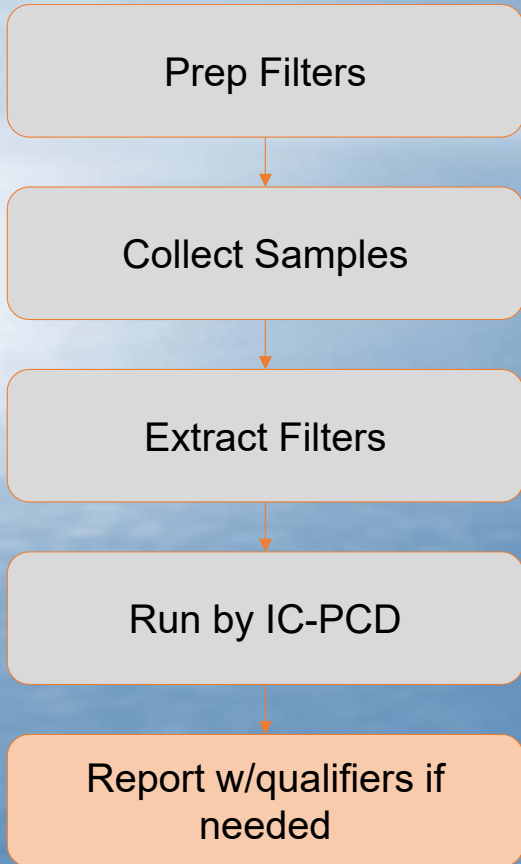 Prep Filters
Collect Samples
Extract Filters
Run by IC-PCD
Report w/qualifiers if
needed